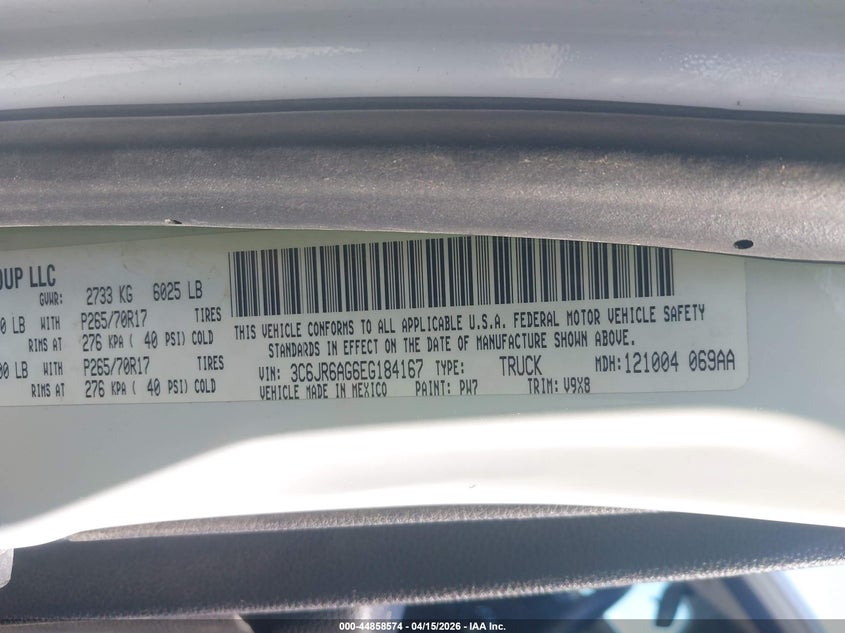 OUP LLC
GVWR: 2733 KG 6025 LB
0 LB WITH P265/70R17 TIRES
RIMS AT 276 KPA ( 40 PSI) COLD
00 LB WITH P265/70R17 TIRES
RIMS AT 276 KPA ( 40 PSI) COLD
THIS VEHICLE CONFORMS TO ALL APPLICABLE U.S.A. FEDERAL MOTOR VEHICLE SAFETY
STANDARDS IN EFFECT ON THE DATE OF MANUFACTURE SHOWN ABOVE.
VIN: 3C6JR6AG6EG184167 TYPE: TRUCK MDH: 121004 069AA
VEHICLE MADE IN MEXICO PAINT: PW7 TRIM: V9X8
000-44858574 - 04/15/2026 - IAA Inc.